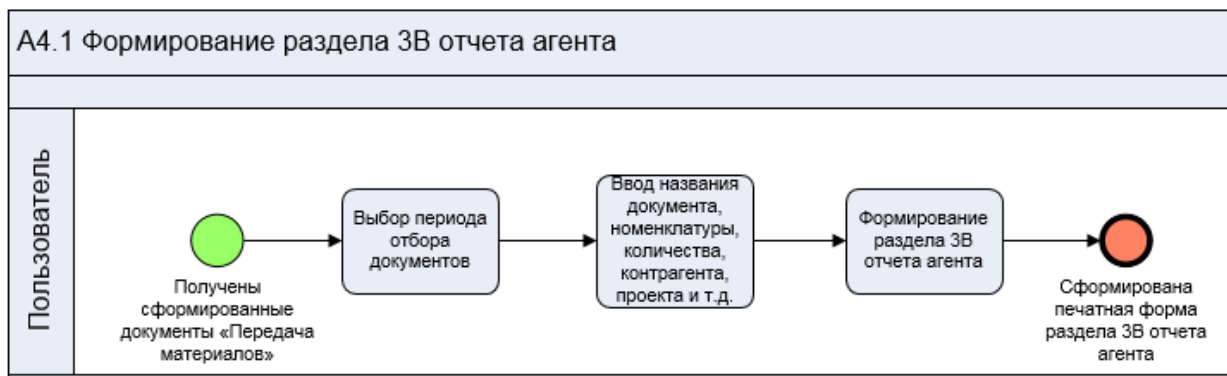 А4.1 Формирование раздела 3В отчета агента
Пользователь
Получены
сформированные
документы «Передача
материалов»
Выбор периода
отбора
документов
Ввод названия
документа,
номенклатуры,
количества,
контрагента,
проекта и т.д.
Формирование
раздела 3В
отчета агента
Сформирована
печатная форма
раздела 3В отчета
агента